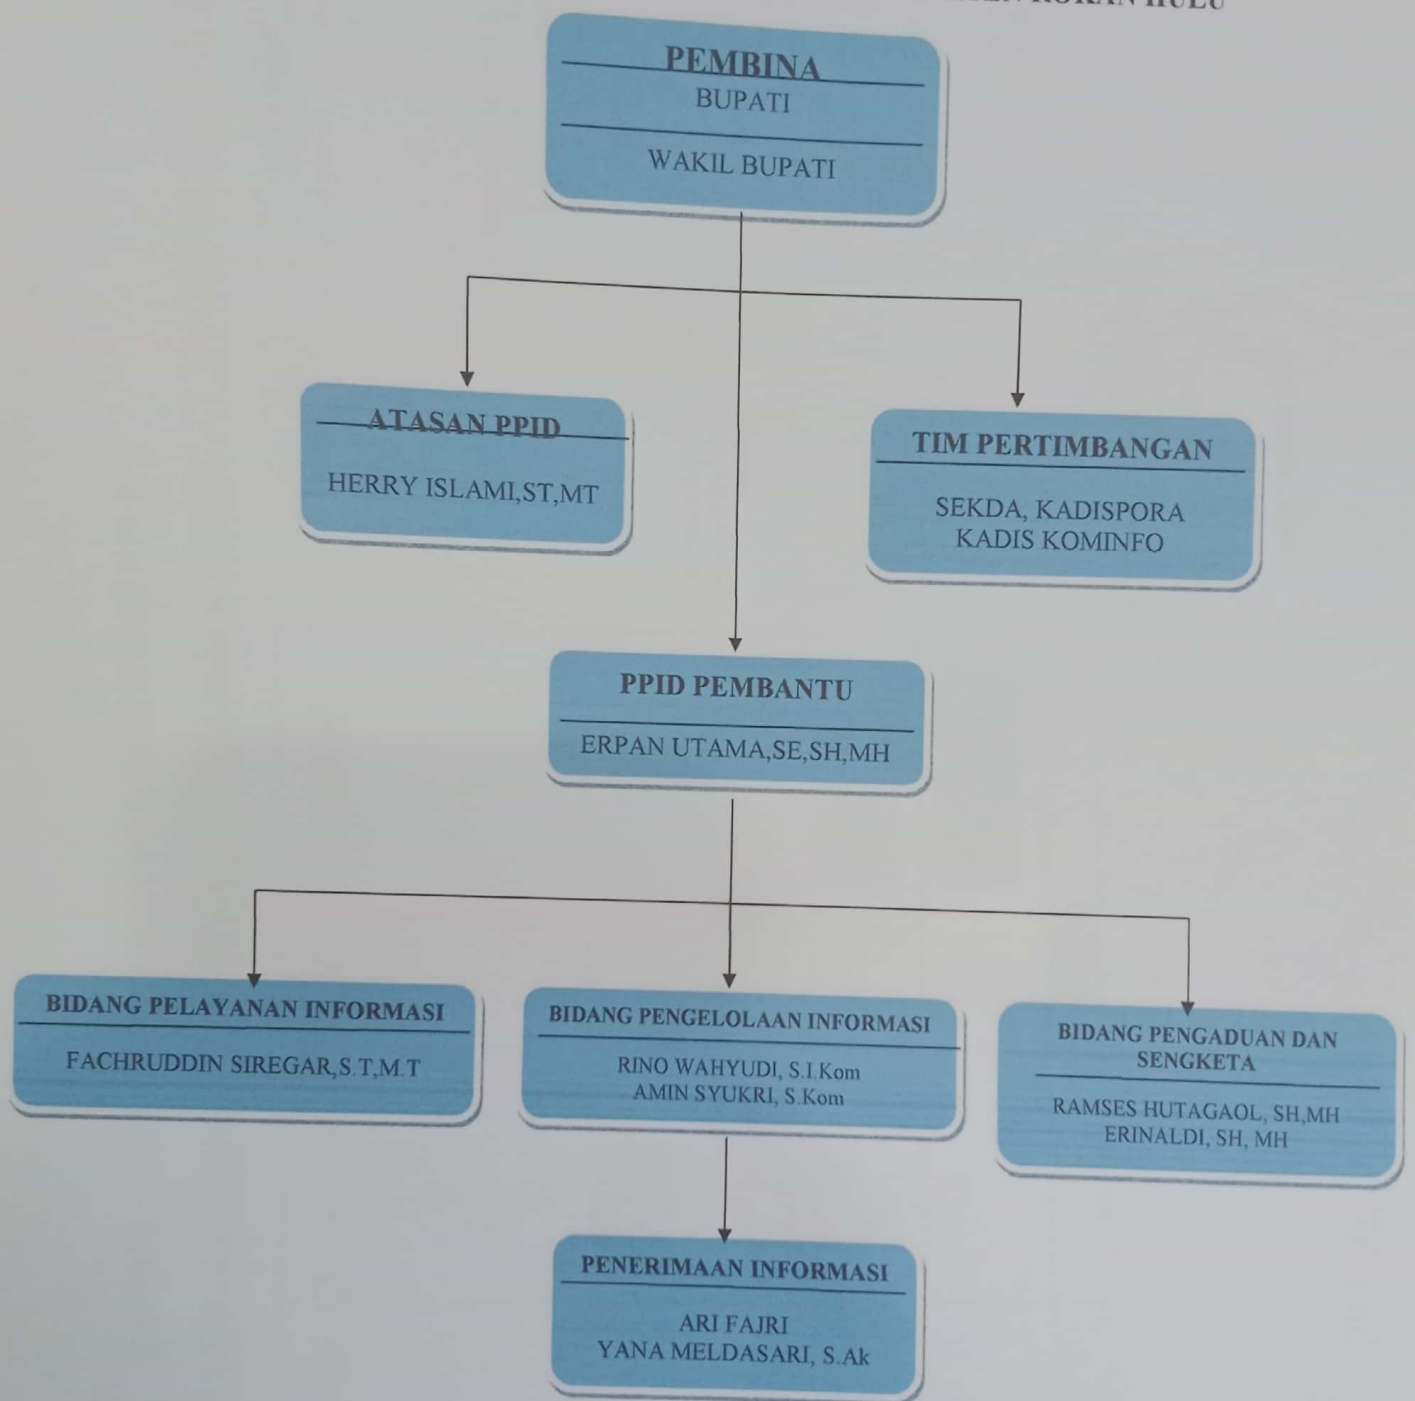 ROKAN HULU
PEMBINA
BUPATI
WAKIL BUPATI
ATASAN PPID
HERRY ISLAMI,ST,MT
TIM PERTIMBANGAN
SEKDA, KADISPORA
KADIS KOMINFO
PPID PEMBANTU
ERPAN UTAMA,SE,SH,MH
BIDANG PELAYANAN INFORMASI
FACHRUDDIN SIREGAR,S.T,M.T
BIDANG PENGELOLAAN INFORMASI
RINO WAHYUDI, S.I.Kom
AMIN SYUKRI, S.Kom
BIDANG PENGADUAN DAN
SENGKETA
RAMSES HUTAGAOL, SH,MH
ERINALDI, SH, MH
PENERIMAAN INFORMASI
ARI FAJRI
YANA MELDASARI, S.Ak